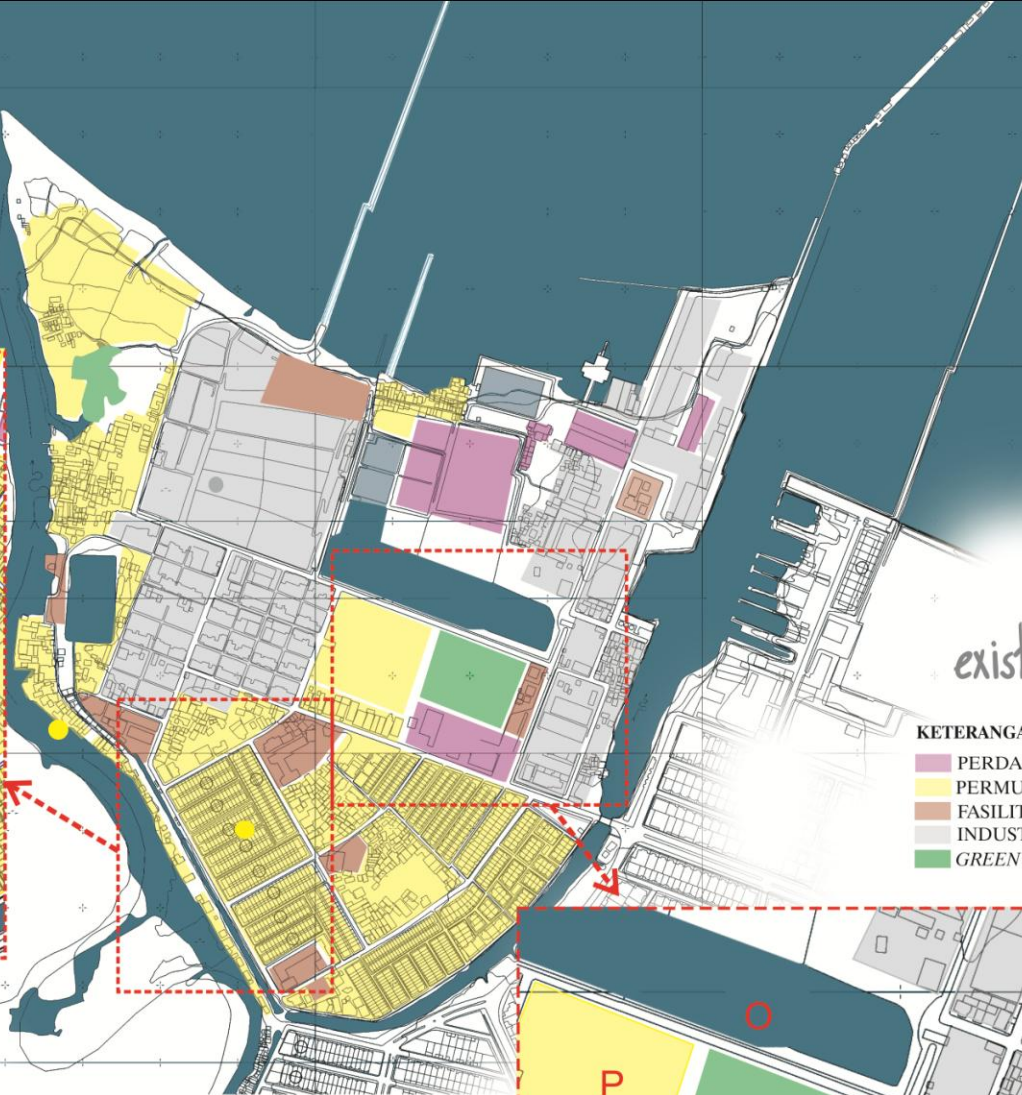 exist
KETERANGA
PERDA
PERMU
FASILIT
INDUST
GREEN
O
P